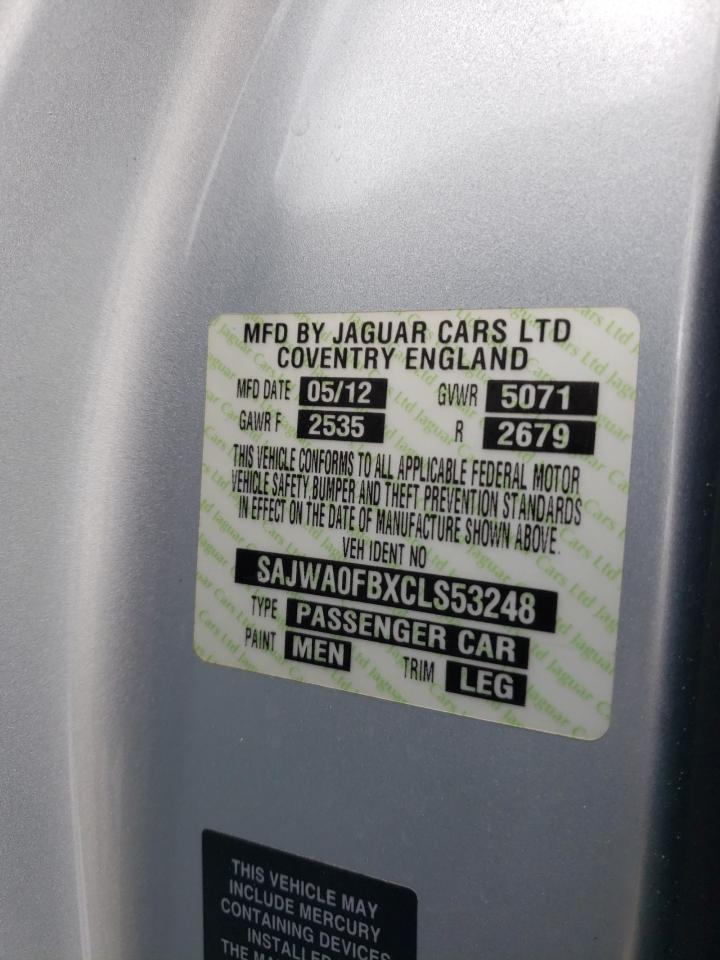 MFD BY JAGUAR CARS LTD
COVENTRY ENGLAND
MFD DATE 05/12 GVWR 5071
GAWR F 2535 R 2679
THIS VEHICLE CONFORMS TO ALL APPLICABLE FEDERAL MOTOR
VEHICLE SAFETY, BUMPER AND THEFT PREVENTION STANDARDS
IN EFFECT ON THE DATE OF MANUFACTURE SHOWN ABOVE.
VEH IDENT NO
SAJWA0FBXCLS53248
TYPE PASSENGER CAR
PAINT MEN TRIM LEG
THIS VEHICLE MAY
INCLUDE MERCURY
CONTAINING DEVICES
INSTALLED
THE